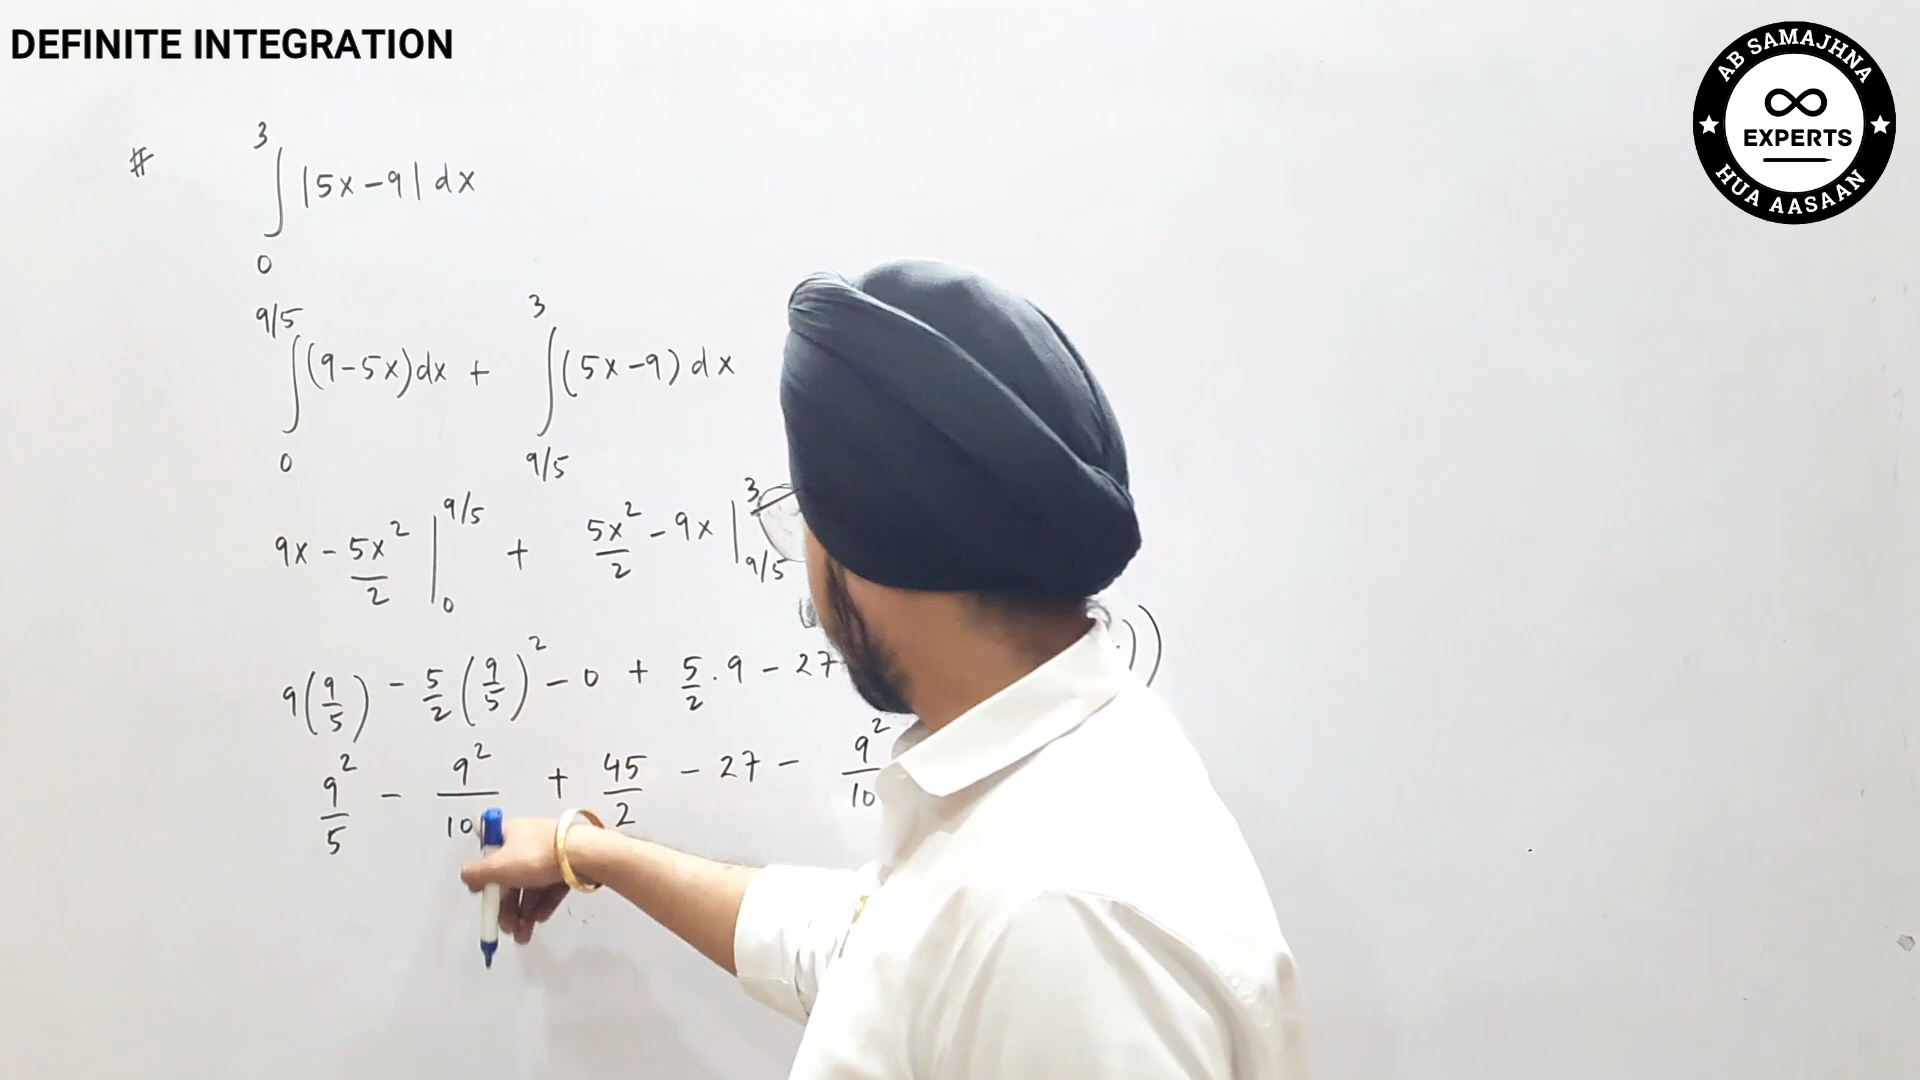 DEFINITE INTEGRATION
AB SAMAJHNA
∞
EXPERTS
HUA AASAAN
# ∫₀³ |5x-9| dx
∫₀^(9/5) (9-5x)dx + ∫_(9/5)^3 (5x-9) dx
9x - 5x²/2 |₀^(9/5) + 5x²/2 - 9x |_(9/5)^3
9(9/5) - 5/2 (9/5)² - 0 + 5/2 . 9 - 27 ))
9²/5 - 9²/10 + 45/2 - 27 - 9²/10